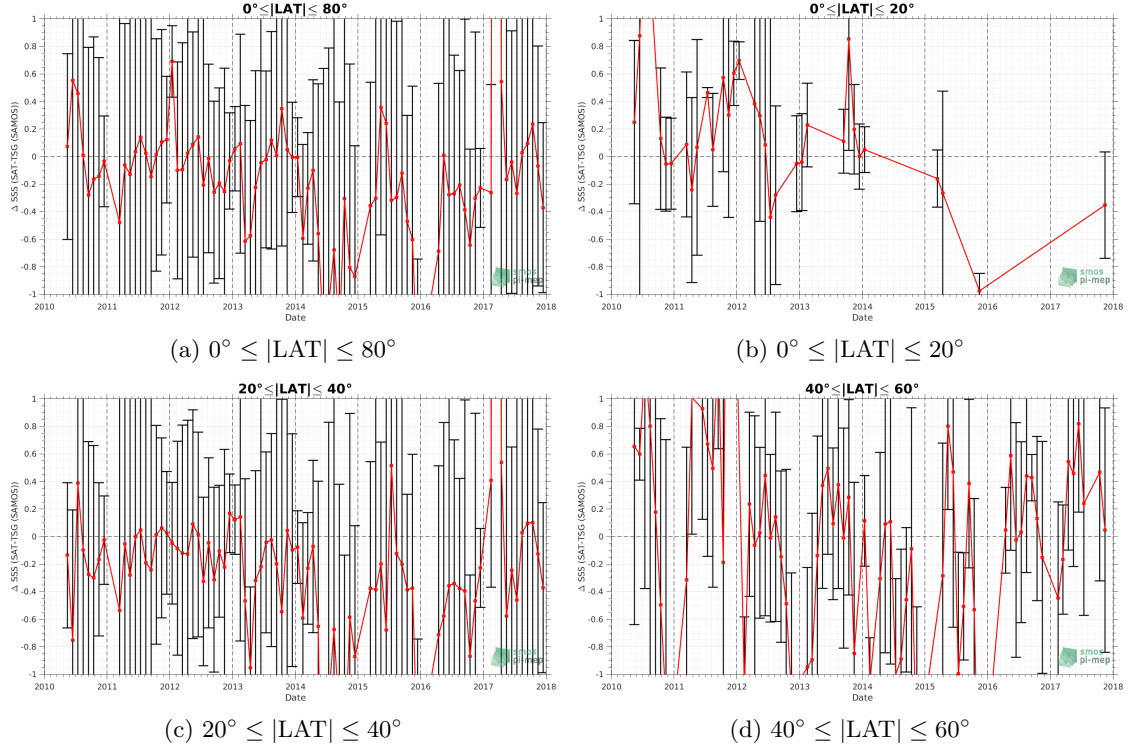 0°≤|LAT|≤ 80°
1
0.8
0.6
0.4
0.2
0
-0.2
-0.4
-0.6
-0.8
-1
Δ SSS (SAT-TSG (SAMOS))
2010 2011 2012 2013 2014 2015 2016 2017 2018
Date
smos
pi-mep
(a) 0° ≤ |LAT| ≤ 80°
0°≤|LAT|≤ 20°
1
0.8
0.6
0.4
0.2
0
-0.2
-0.4
-0.6
-0.8
-1
Δ SSS (SAT-TSG (SAMOS))
2010 2011 2012 2013 2014 2015 2016 2017 2018
Date
smos
pi-mep
(b) 0° ≤ |LAT| ≤ 20°
20°≤|LAT|≤ 40°
1
0.8
0.6
0.4
0.2
0
-0.2
-0.4
-0.6
-0.8
-1
Δ SSS (SAT-TSG (SAMOS))
2010 2011 2012 2013 2014 2015 2016 2017 2018
Date
smos
pi-mep
(c) 20° ≤ |LAT| ≤ 40°
40°≤|LAT|≤ 60°
1
0.8
0.6
0.4
0.2
0
-0.2
-0.4
-0.6
-0.8
-1
Δ SSS (SAT-TSG (SAMOS))
2010 2011 2012 2013 2014 2015 2016 2017 2018
Date
smos
pi-mep
(d) 40° ≤ |LAT| ≤ 60°